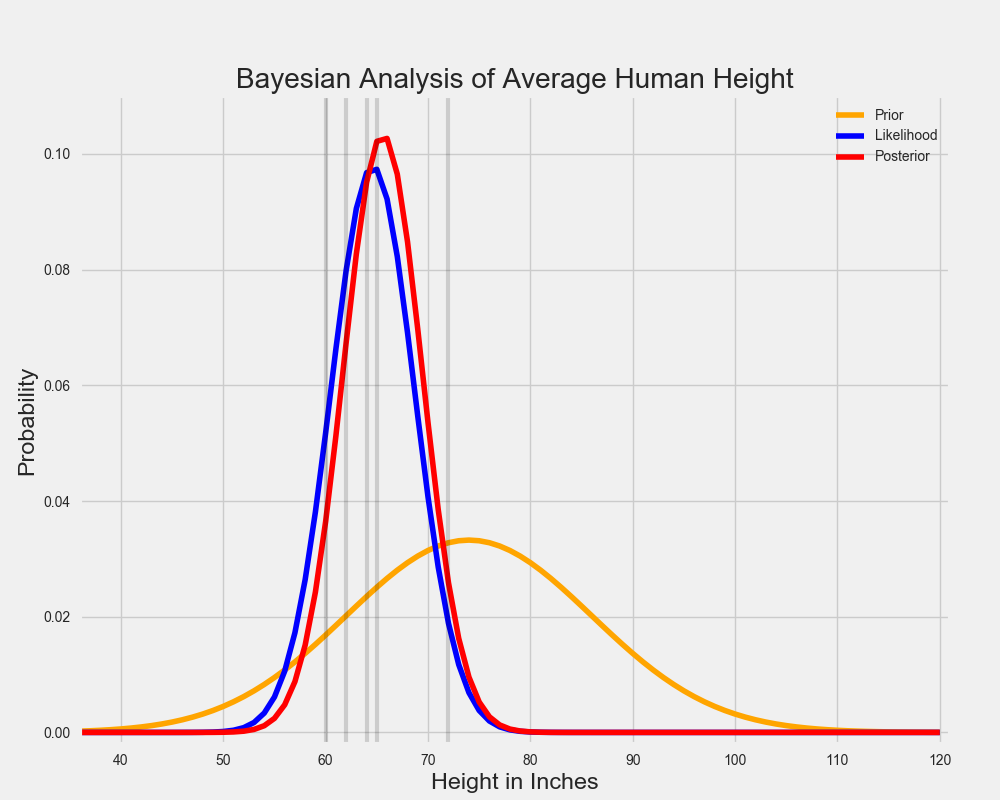 Bayesian Analysis of Average Human Height
Prior
Likelihood
Posterior
0.10
0.08
0.06
0.04
0.02
0.00
Probability
40 50 60 70 80 90 100 110 120
Height in Inches